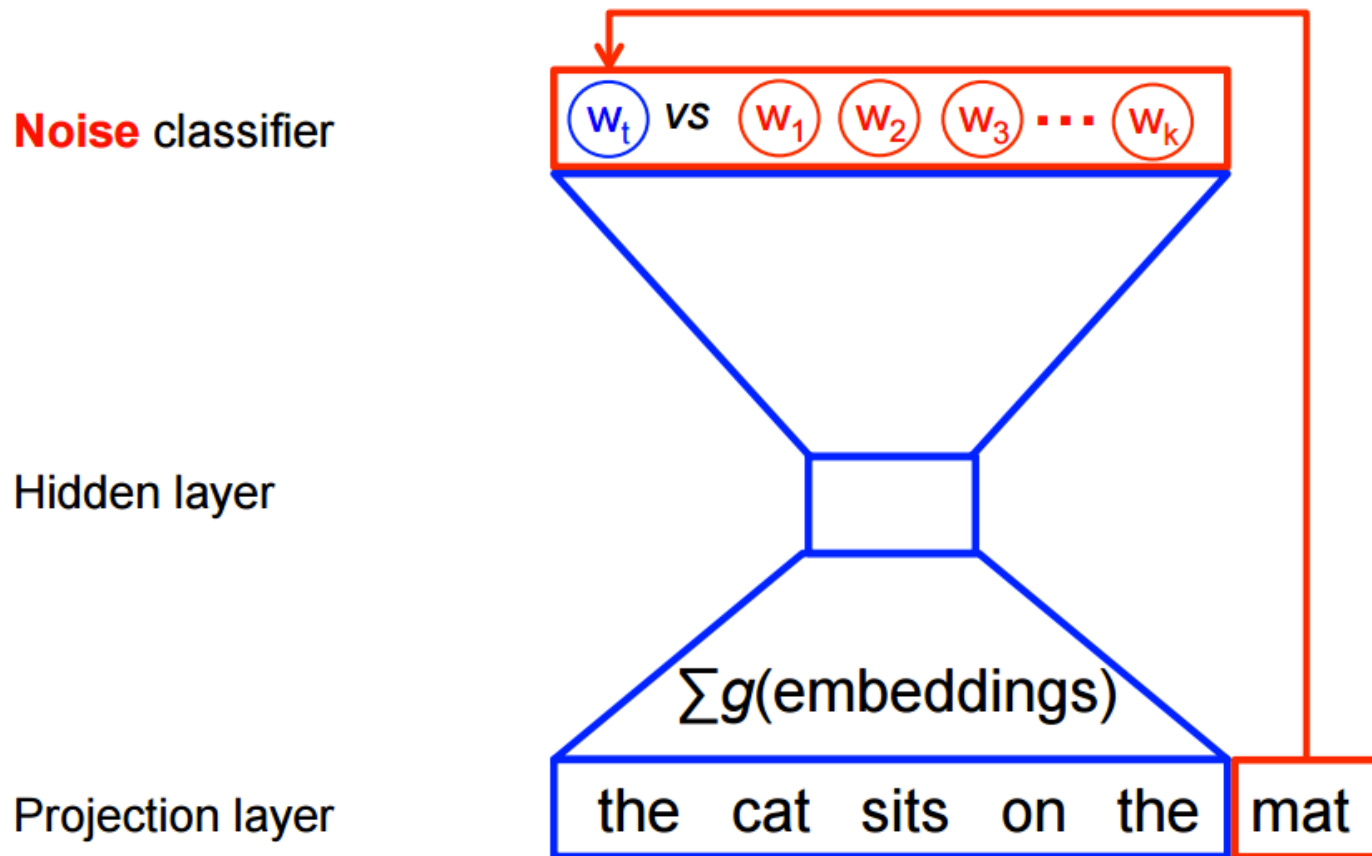 Noise classifier
wt vs w1 w2 w3 ... wk
Hidden layer
∑g(embeddings)
Projection layer
the cat sits on the mat